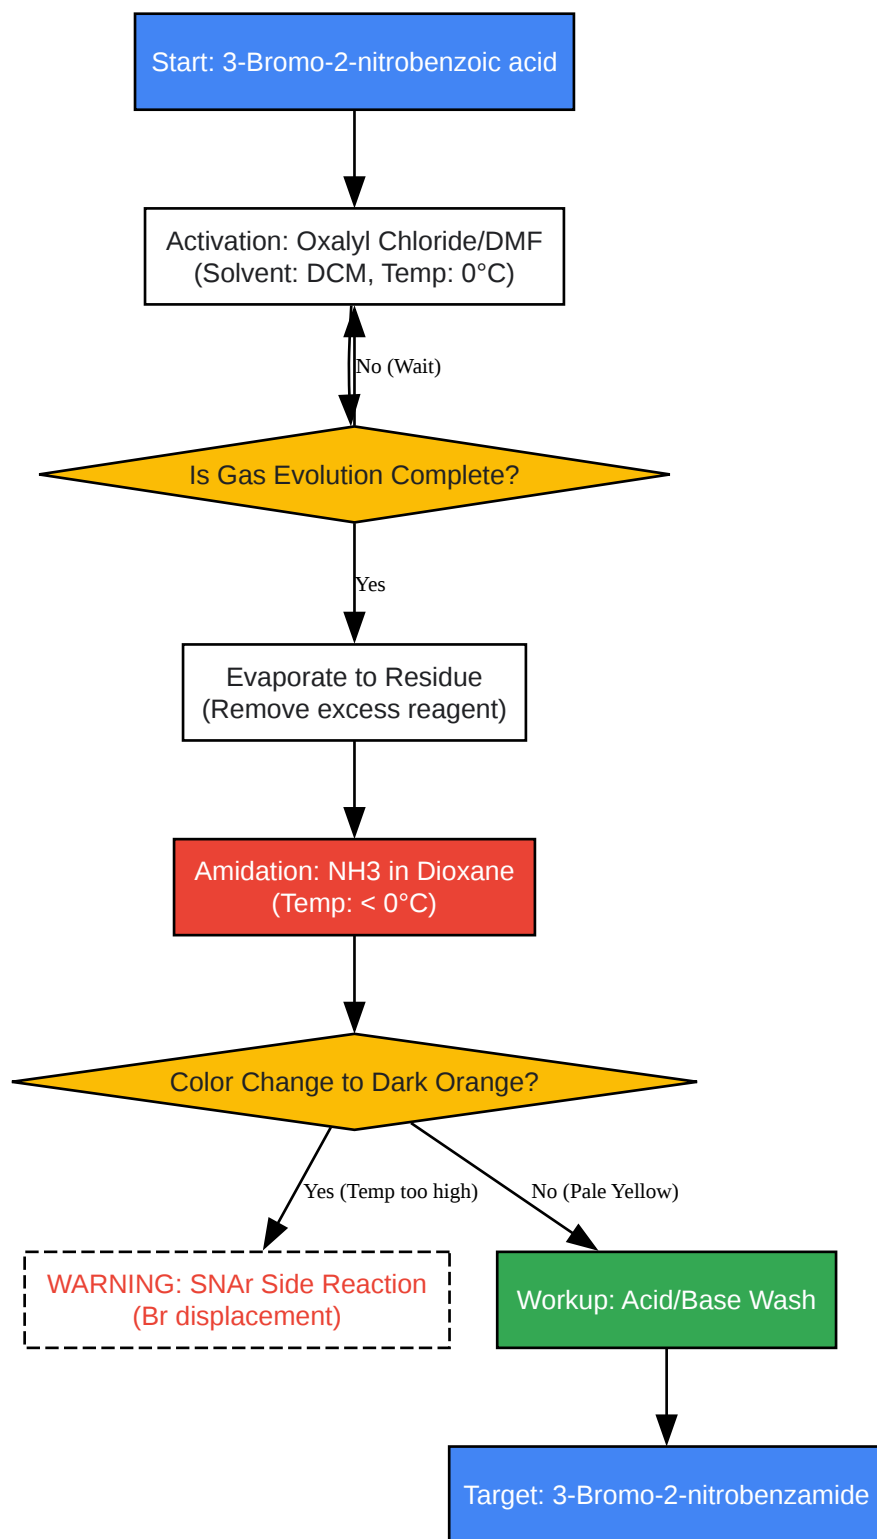 Start: 3-Bromo-2-nitrobenzoic acid
Activation: Oxalyl Chloride/DMF
(Solvent: DCM, Temp: 0°C)
No (Wait)
Is Gas Evolution Complete?
Yes
Evaporate to Residue
(Remove excess reagent)
Amidation: NH3 in Dioxane
(Temp: < 0°C)
Color Change to Dark Orange?
Yes (Temp too high)
No (Pale Yellow)
WARNING: SNAr Side Reaction
(Br displacement)
Workup: Acid/Base Wash
Target: 3-Bromo-2-nitrobenzamide